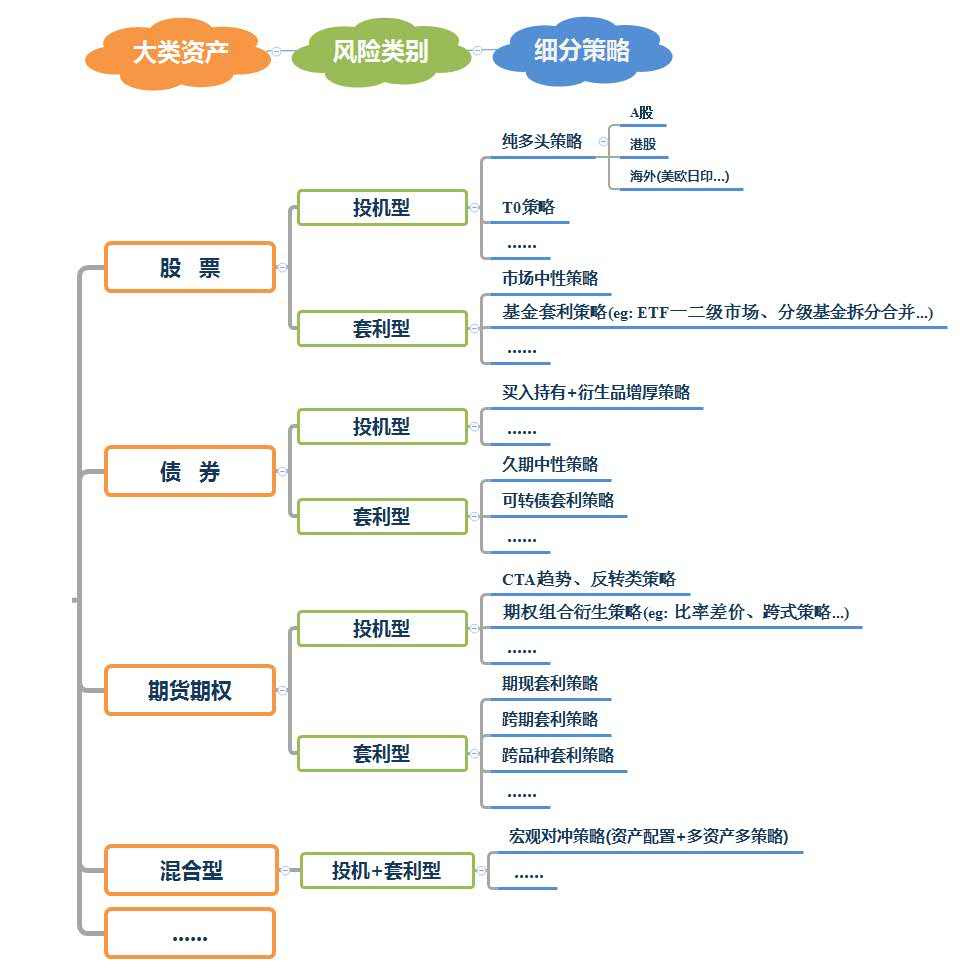 大类资产
风险类别
细分策略
股 票
投机型
纯多头策略
A股
港股
海外(美欧日印...)
T0策略
......
套利型
市场中性策略
基金套利策略(eg: ETF一二级市场、分级基金拆分合并...)
......
债 券
投机型
买入持有+衍生品增厚策略
......
套利型
久期中性策略
可转债套利策略
......
期货期权
投机型
CTA趋势、反转类策略
期权组合衍生策略(eg: 比率差价、跨式策略...)
......
套利型
期现套利策略
跨期套利策略
跨品种套利策略
......
混合型
投机+套利型
宏观对冲策略(资产配置+多资产多策略)
......
......